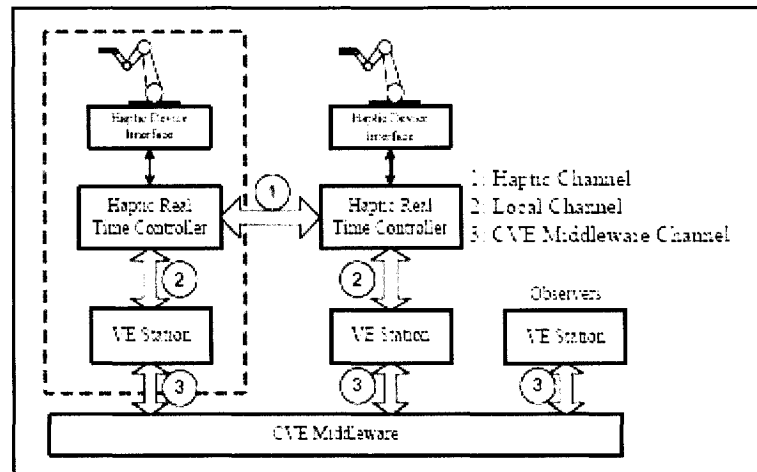 Haptic Device
Interface
Haptic Device
Interface
1
Haptic Real
Time Controller
Haptic Real
Time Controller
1: Haptic Channel
2: Local Channel
3: CVE Middleware Channel
2
2
Observers
VE Station
VE Station
VE Station
3
3
3
CVE Middleware